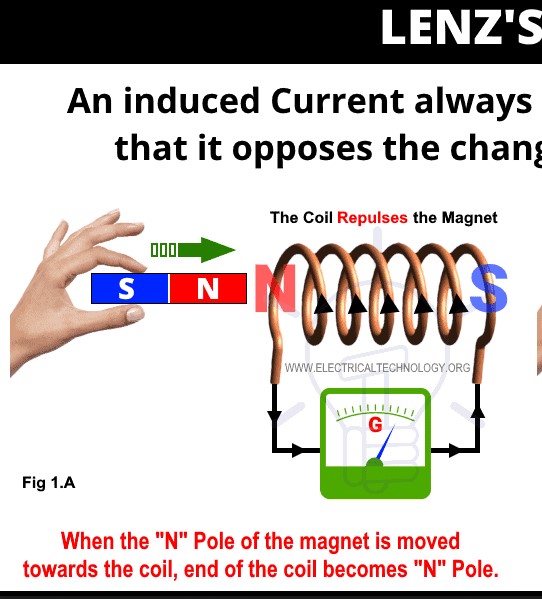 LENZ'S
An induced Current always
that it opposes the chang
The Coil Repulses the Magnet
S N N S
WWW.ELECTRICALTECHNOLOGY.ORG
G
Fig 1.A
When the "N" Pole of the magnet is moved
towards the coil, end of the coil becomes "N" Pole.